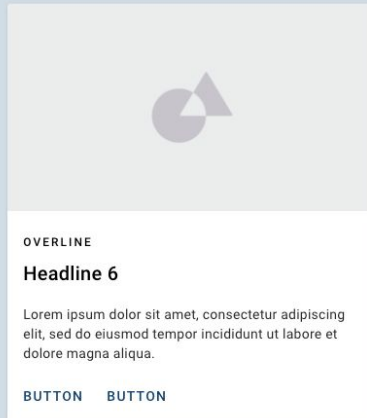 OVERLINE
Headline 6
Lorem ipsum dolor sit amet, consectetur adipiscing
elit, sed do eiusmod tempor incididunt ut labore et
dolore magna aliqua.
BUTTON BUTTON